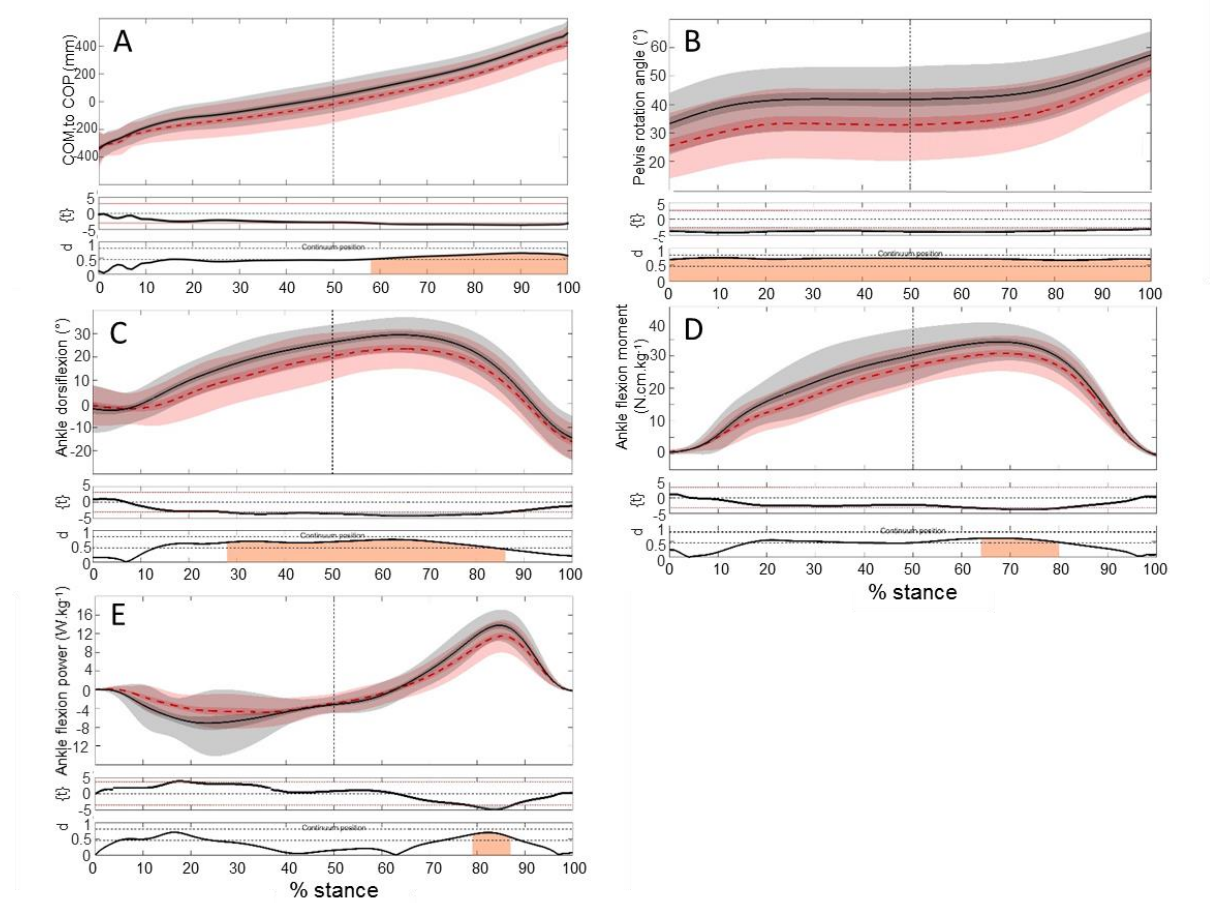 A
COM to COP (mm)
400
200
0
-200
-400
{t}
5
0
-5
d
1
0.5
0
Continuum position
0 10 20 30 40 50 60 70 80 90 100
B
Pelvis rotation angle (°)
60
50
40
30
20
{t}
5
0
-5
d
1
0.5
Continuum position
0 10 20 30 40 50 60 70 80 90 100
C
Ankle dorsiflexion (°)
30
20
10
0
-10
-20
{t}
5
0
-5
d
1
0.5
0
Continuum position
0 10 20 30 40 50 60 70 80 90 100
D
Ankle flexion moment
(N.cm.kg-1)
40
30
20
10
0
{t}
5
0
-5
d
1
0.5
0
Continuum position
0 10 20 30 40 50 60 70 80 90 100
% stance
E
Ankle flexion power (W.kg-1)
16
12
8
4
0
-4
-8
-12
{t}
5
0
-5
d
1
0.5
0
Continuum position
0 10 20 30 40 50 60 70 80 90 100
% stance